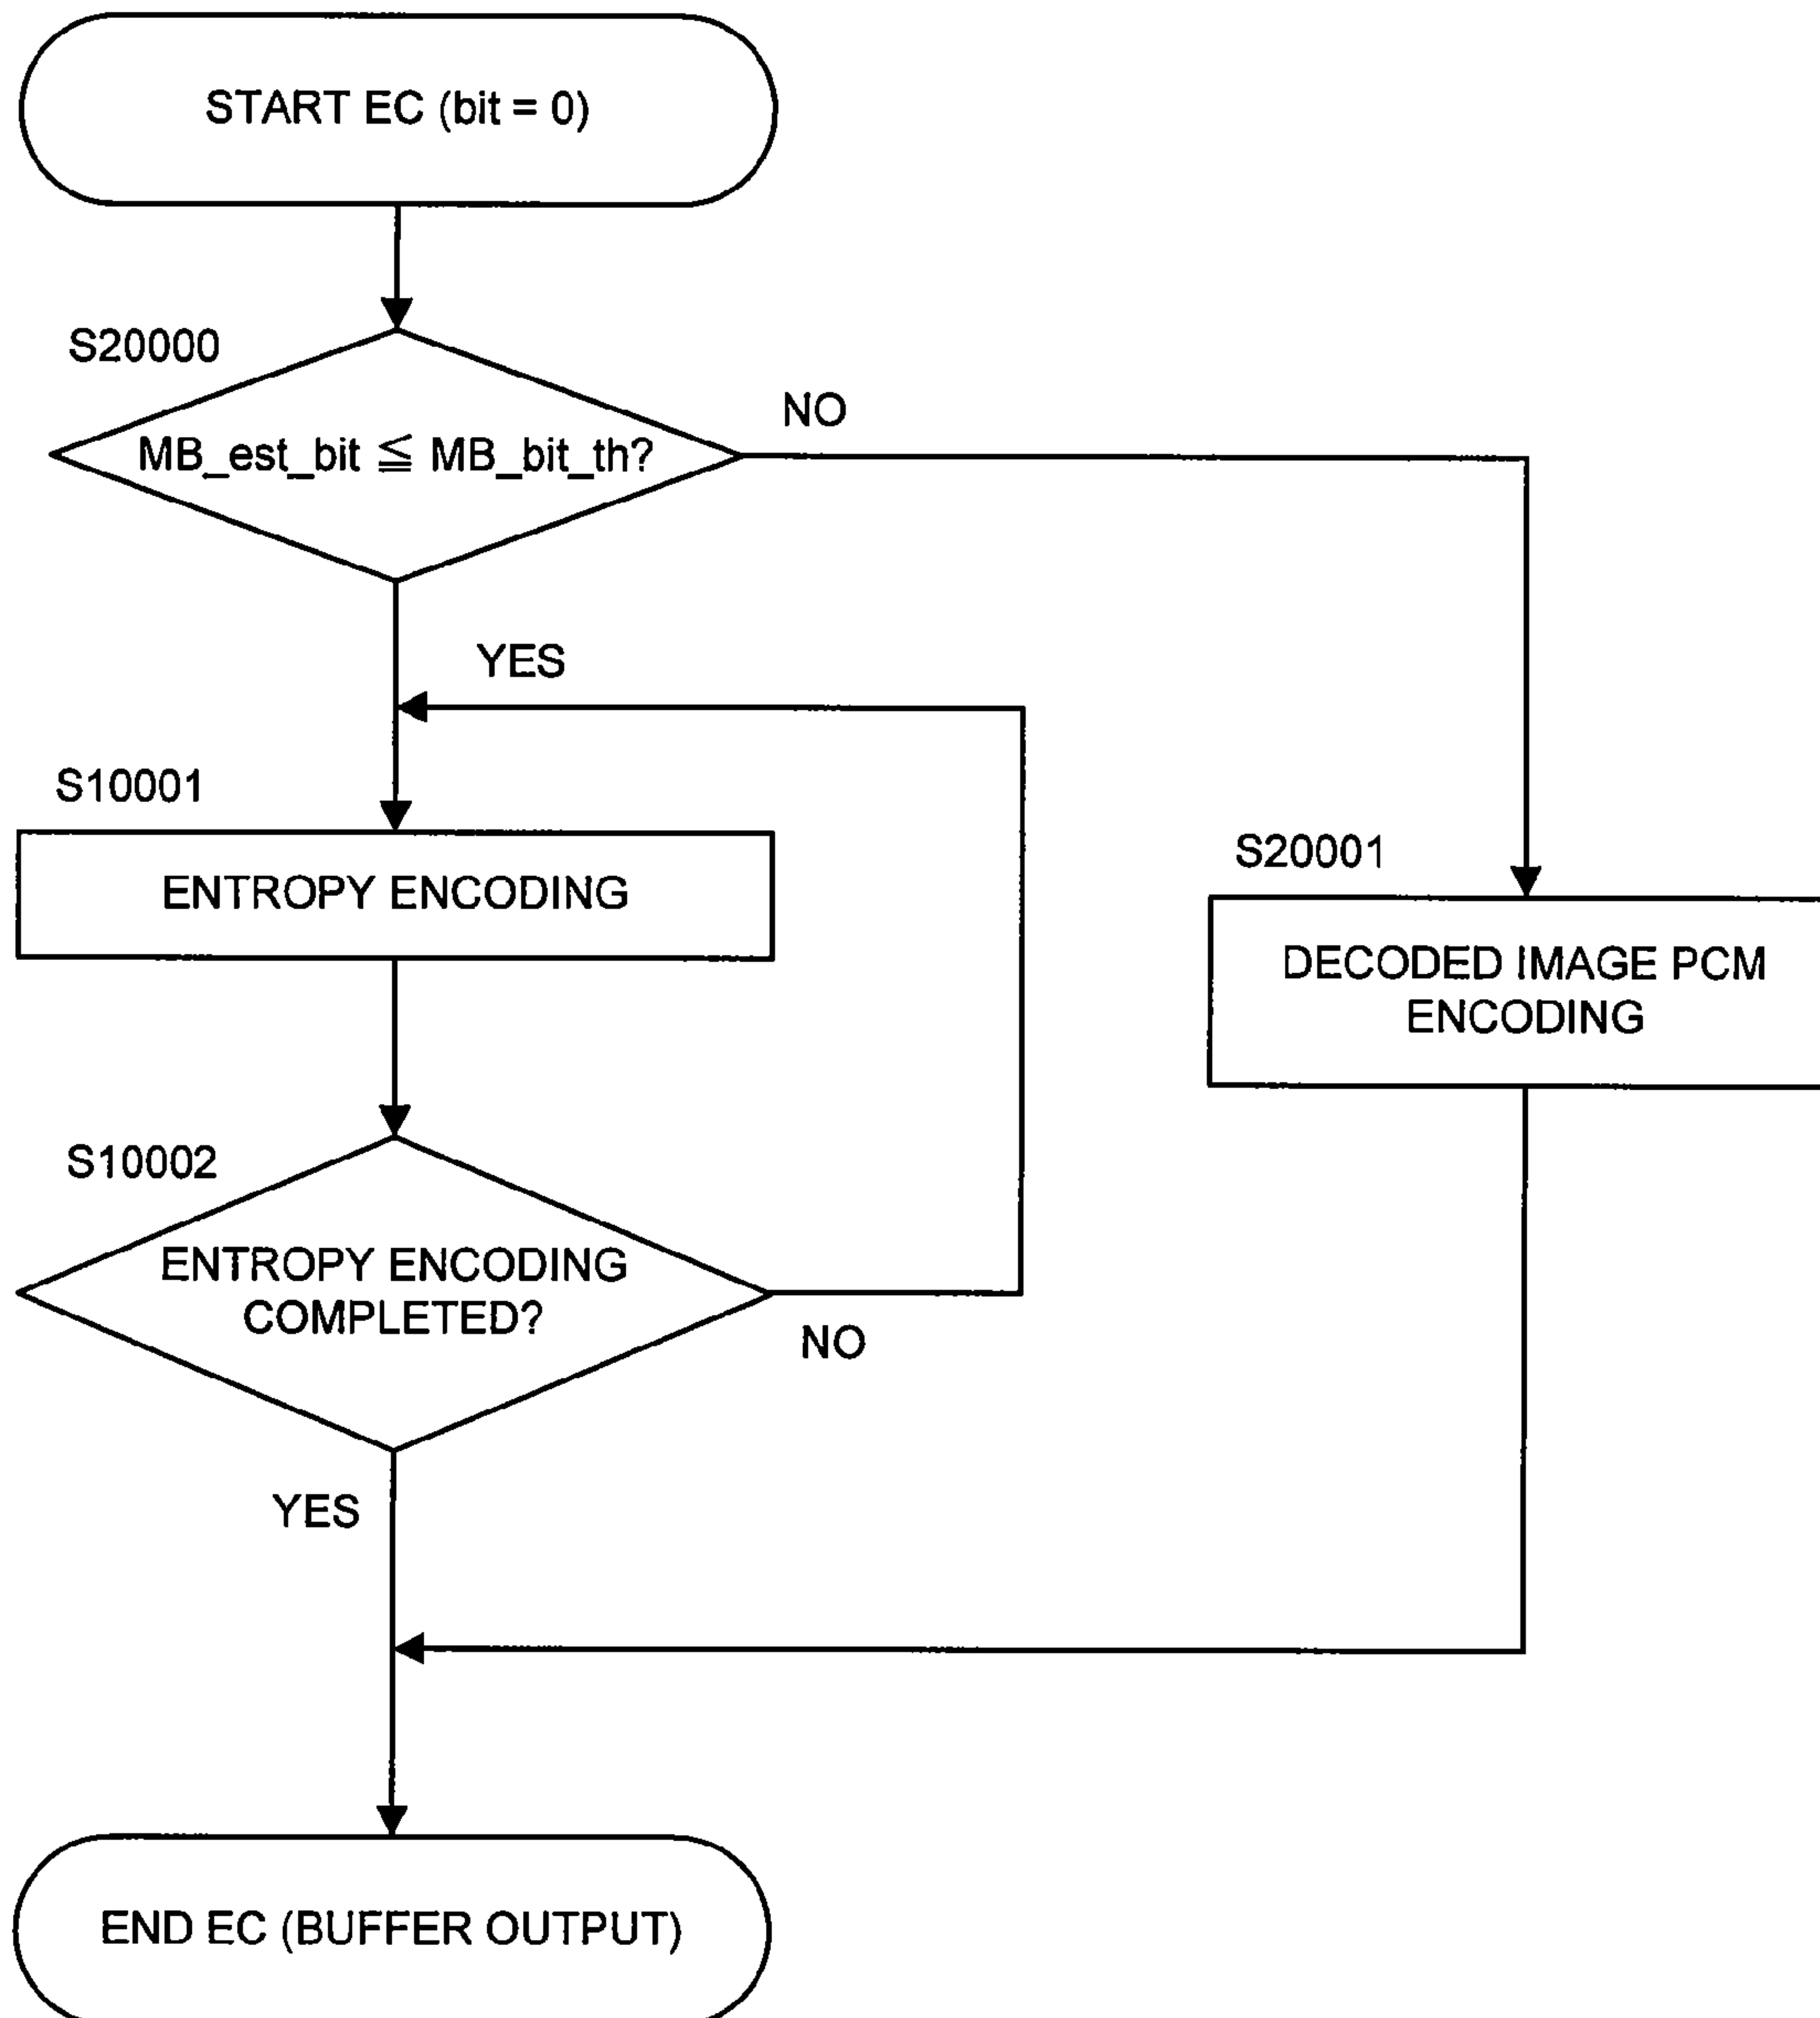 START EC (bit = 0)
S20000
MB_est_bit ≦ MB_bit_th?
NO
YES
S10001
ENTROPY ENCODING
S20001
DECODED IMAGE PCM
ENCODING
S10002
ENTROPY ENCODING
COMPLETED?
NO
YES
END EC (BUFFER OUTPUT)